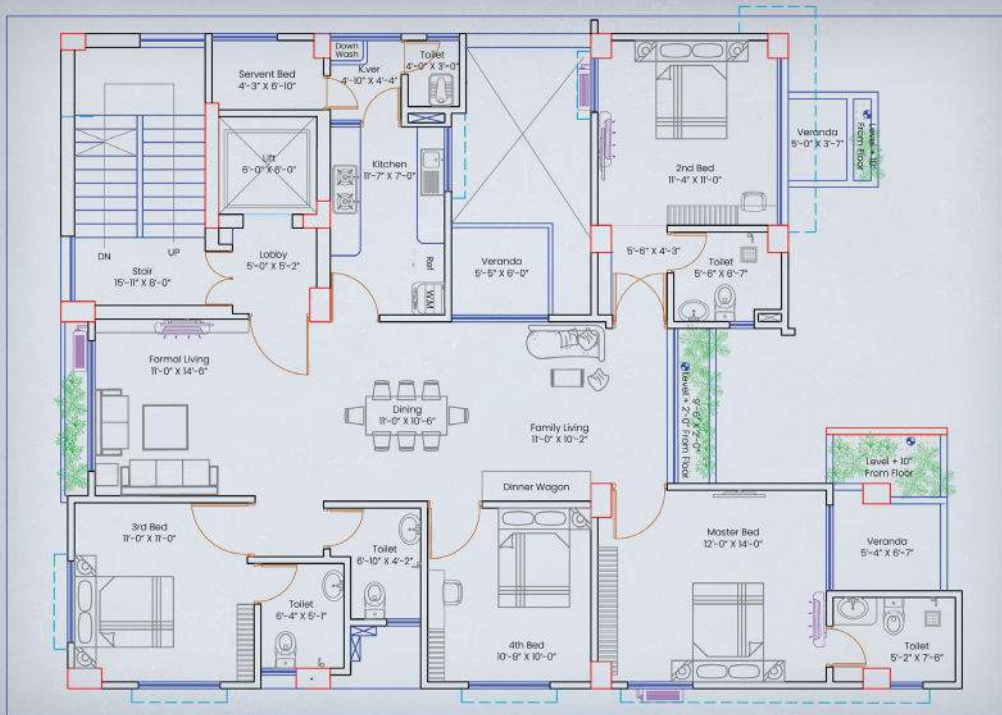 Down
Wash
Servent Bed
4'-3" X 6'-10"
K.ver
4'-10" X 4'-4"
Toilet
4'-0" X 3'-0"
Lift
6'-0" X 6'-0"
Kitchen
11'-7" X 7'-0"
2nd Bed
11'-4" X 11'-0"
Veranda
5'-0" X 3'-7"
Level + 10"
From Floor
DN
UP
Stair
15'-11" X 8'-0"
Lobby
5'-0" X 5'-2"
Ref
W.M
Veranda
5'-5" X 6'-0"
5'-6" X 4'-3"
Toilet
5'-6" X 6'-7"
Formal Living
11'-0" X 14'-6"
Dining
11'-0" X 10'-6"
Family Living
11'-0" X 10'-2"
9'-6" X 2'-0"
Level + 2'-0" From Floor
Level + 10"
From Floor
Dinner Wagon
3rd Bed
11'-0" X 11'-0"
Toilet
6'-10" X 4'-2"
Master Bed
12'-0" X 14'-0"
Veranda
5'-4" X 6'-7"
Toilet
6'-4" X 5'-1"
4th Bed
10'-8" X 10'-0"
Toilet
5'-2" X 7'-6"